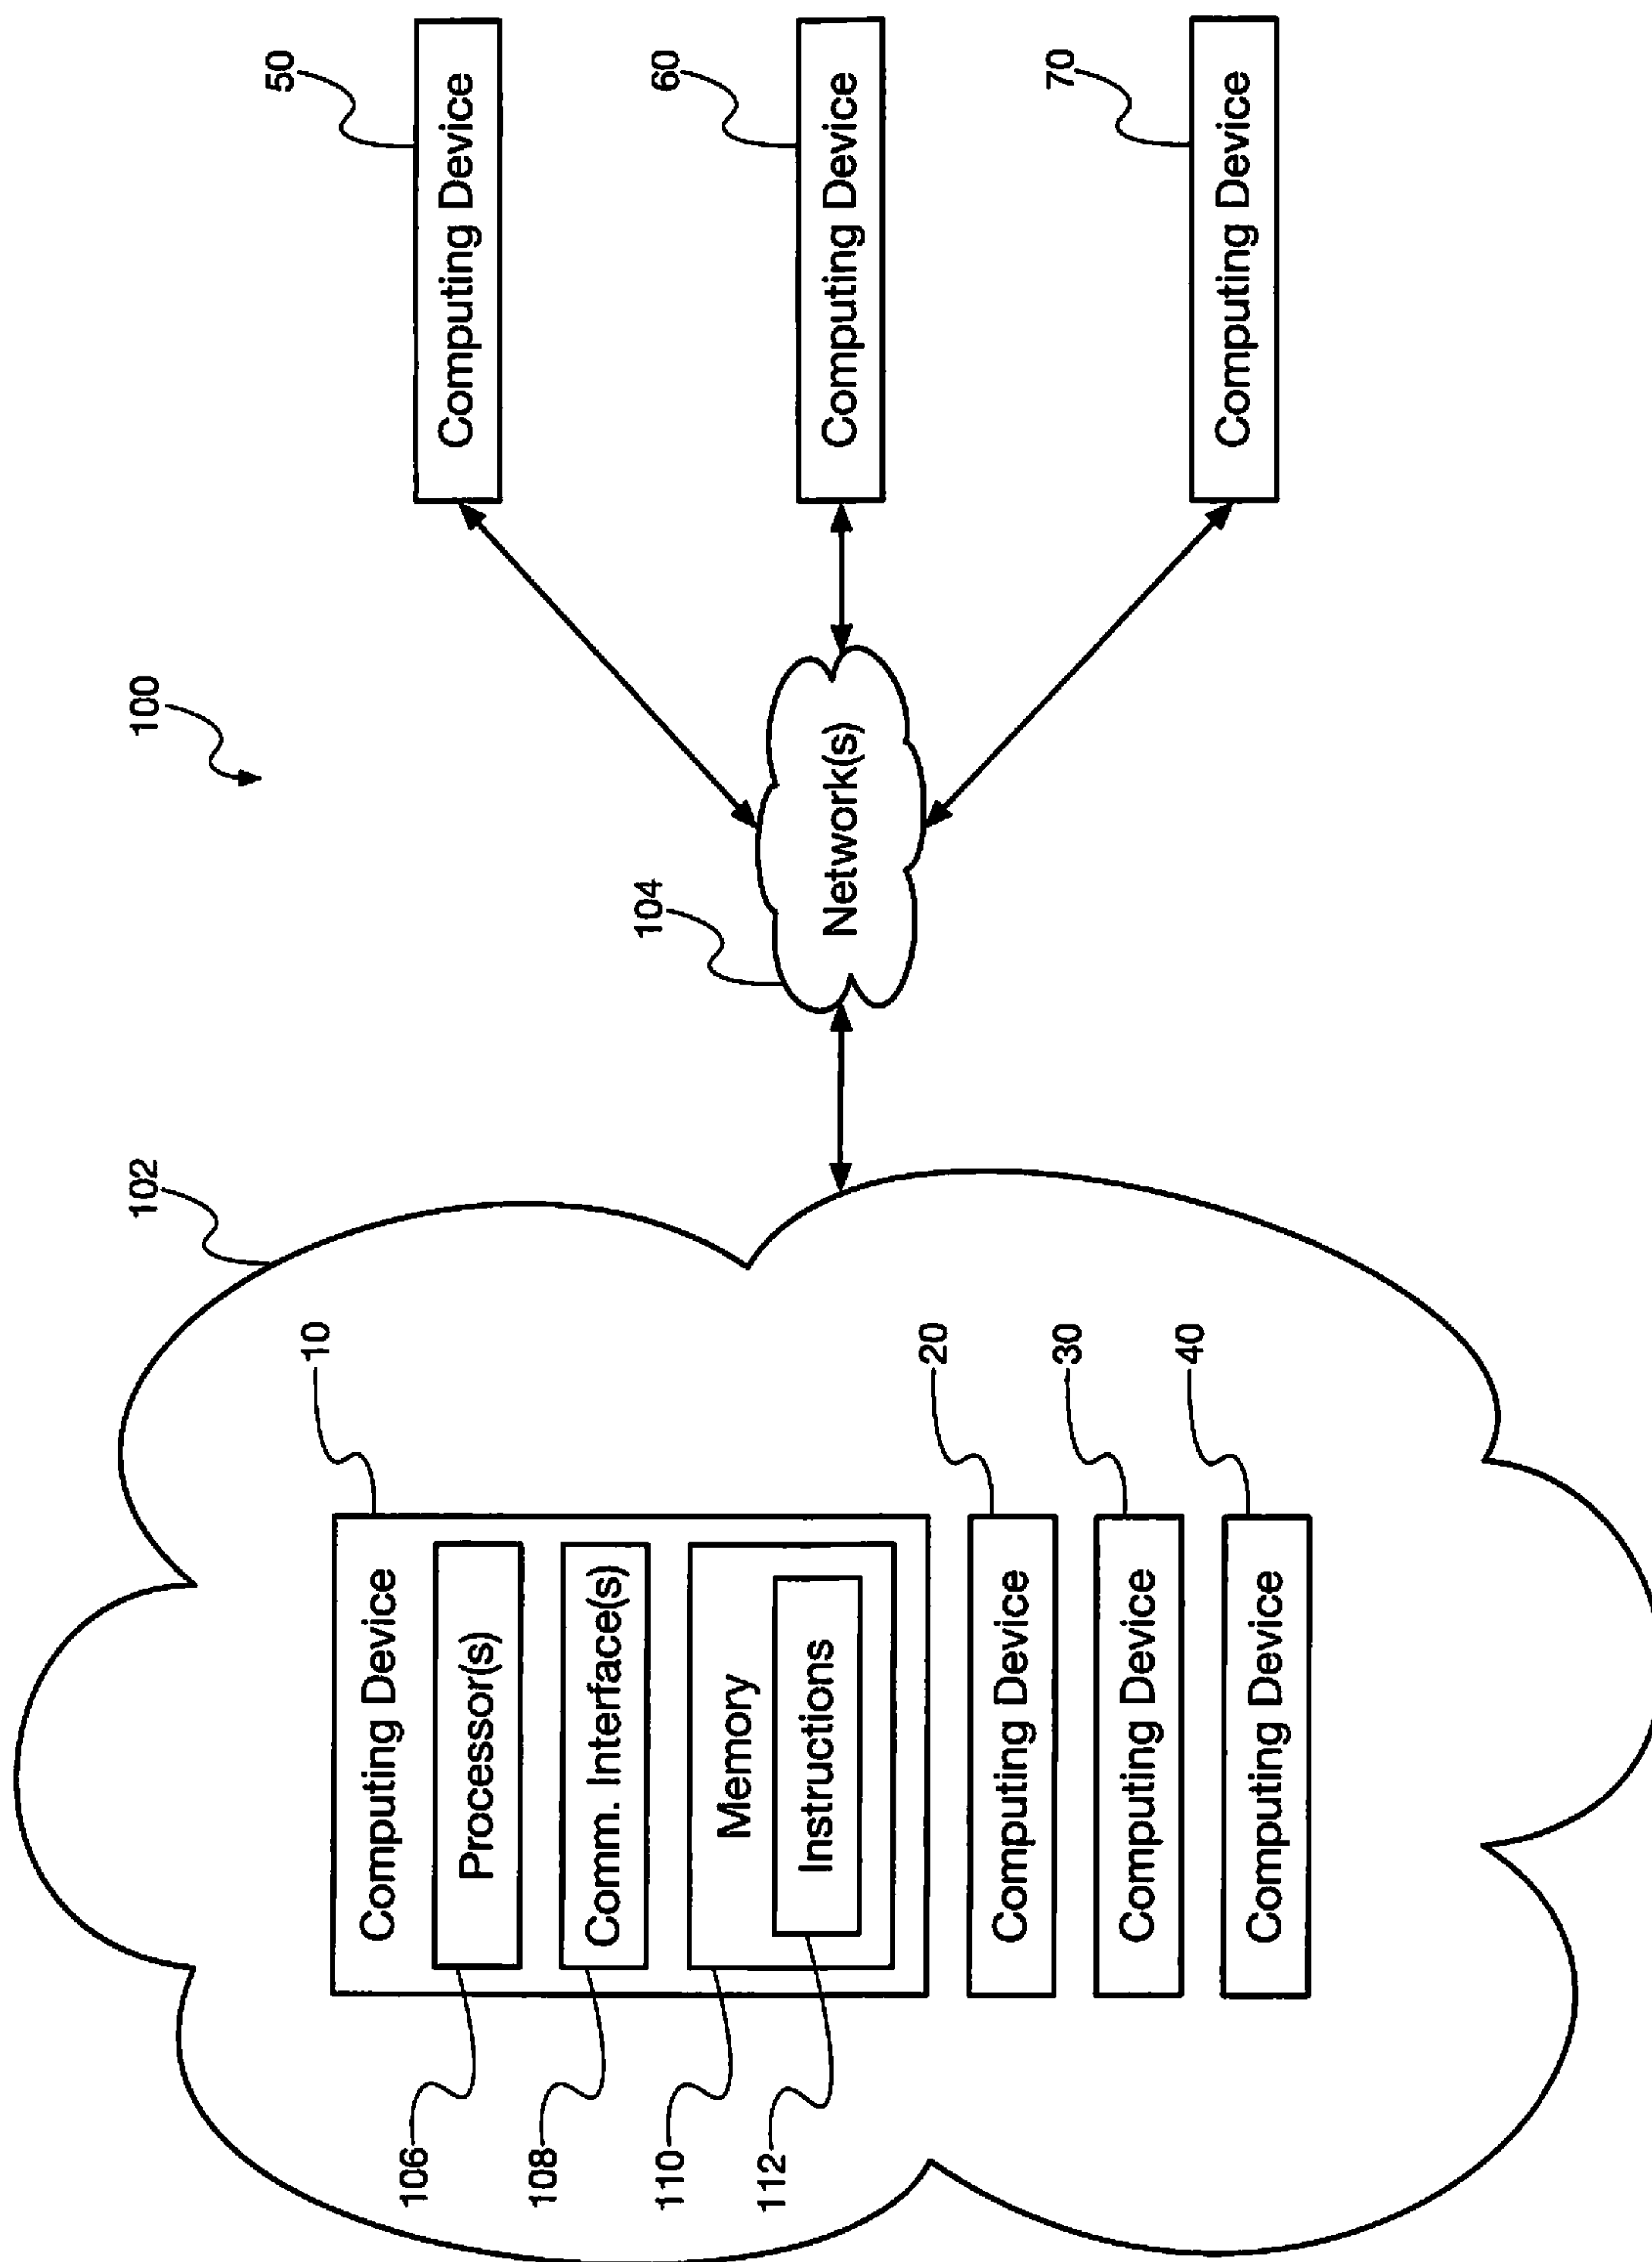 100
102
10
Computing Device
106
Processor(s)
108
Comm. Interface(s)
110
Memory
112
Instructions
20
Computing Device
30
Computing Device
40
Computing Device
104
Network(s)
50
Computing Device
60
Computing Device
70
Computing Device